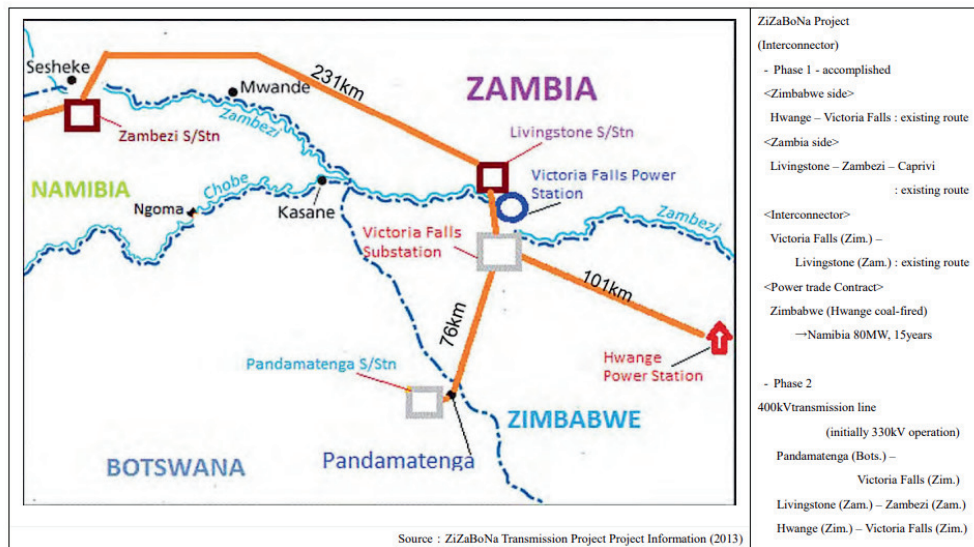 Sesheke
Mwande
231km
ZAMBIA
Zambezi
Zambezi S/Stn
Livingstone S/Stn
NAMIBIA
Chobe
Victoria Falls Power
Station
Ngoma
Kasane
Zambezi
Victoria Falls
Substation
101km
76km
Pandamatenga S/Stn
Hwange
Power Station
ZIMBABWE
BOTSWANA
Pandamatenga
Source : ZiZaBoNa Transmission Project Project Information (2013)
ZiZaBoNa Project
(Interconnector)
- Phase 1 - accomplished
<Zimbabwe side>
Hwange – Victoria Falls : existing route
<Zambia side>
Livingstone – Zambezi – Caprivi
: existing route
<Interconnector>
Victoria Falls (Zim.) –
Livingstone (Zam.) : existing route
<Power trade Contract>
Zimbabwe (Hwange coal-fired)
→Namibia 80MW, 15years
- Phase 2
400kVtransmission line
(initially 330kV operation)
Pandamatenga (Bots.) –
Victoria Falls (Zim.)
Livingstone (Zam.) – Zambezi (Zam.)
Hwange (Zim.) – Victoria Falls (Zim.)